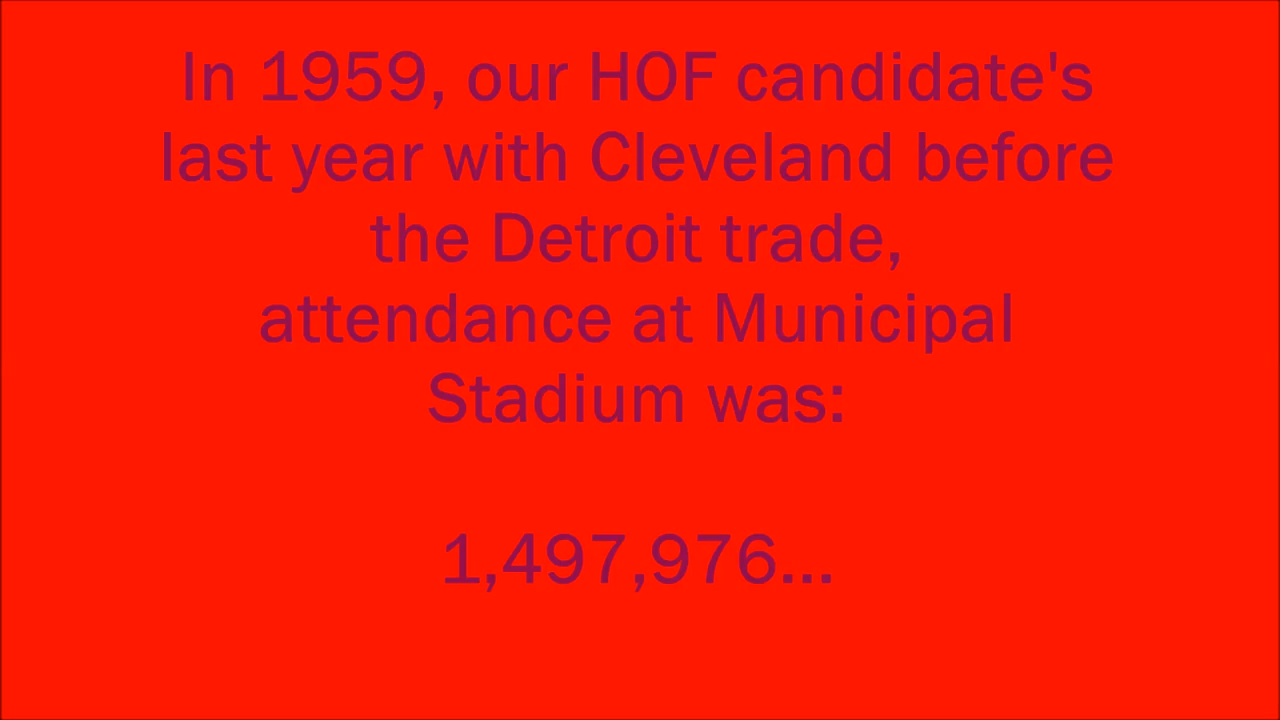 In 1959, our HOF candidate's
last year with Cleveland before
the Detroit trade,
attendance at Municipal
Stadium was:
1,497,976...